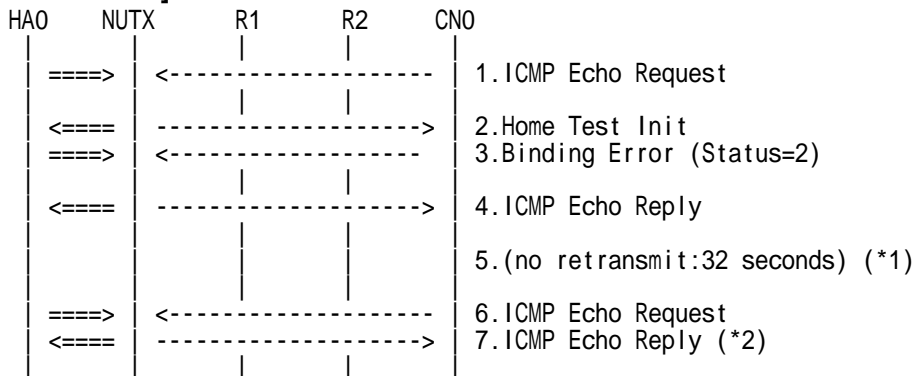 HA0 NUTX R1 R2 CN0
| | | | |
| ====> | <--------------------- | 1.ICMP Echo Request
| | | | |
| <==== | ---------------------> | 2.Home Test Init
| ====> | <-------------------- | 3.Binding Error (Status=2)
| | | | |
| <==== | ---------------------> | 4.ICMP Echo Reply
| | | | |
| | | | | 5.(no retransmit:32 seconds) (*1)
| | | | |
| ====> | <--------------------- | 6.ICMP Echo Request
| <==== | ---------------------> | 7.ICMP Echo Reply (*2)
| | | | |